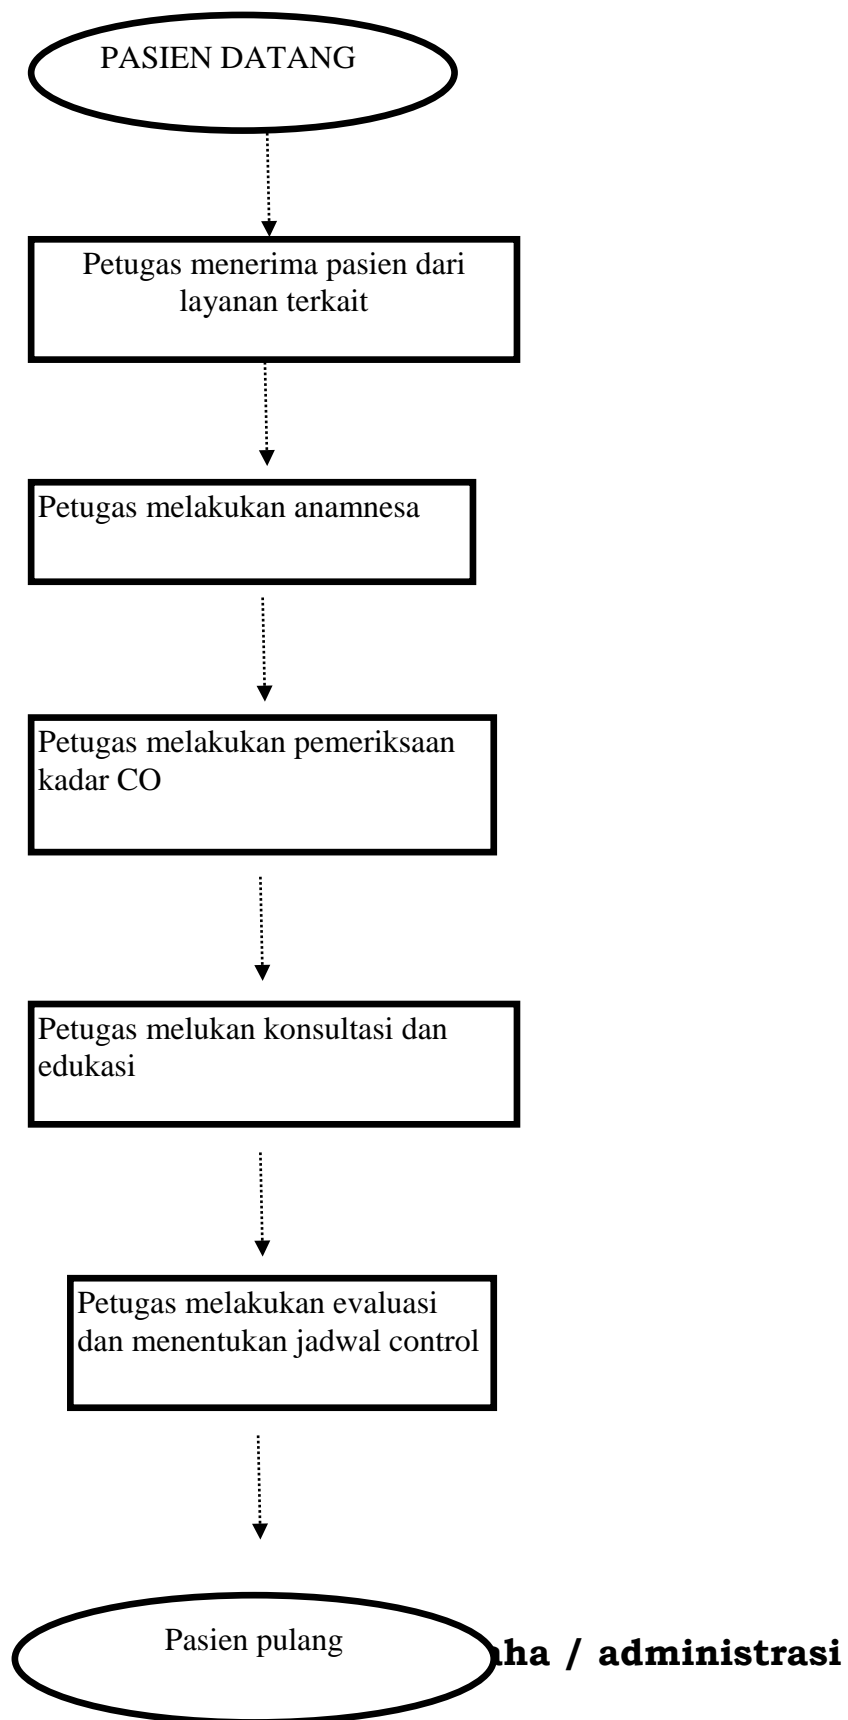 PASIEN DATANG
Petugas menerima pasien dari
layanan terkait
Petugas melakukan anamnesa
Petugas melakukan pemeriksaan
kadar CO
Petugas melukan konsultasi dan
edukasi
Petugas melakukan evaluasi
dan menentukan jadwal control
Pasien pulang
/ administrasi